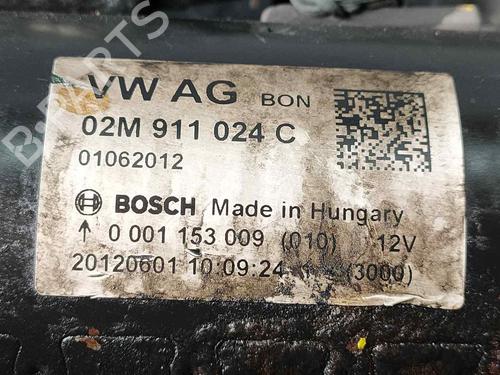 VW AG BON
02M 911 024 C
01062012
BOSCH Made in Hungary
↑ 0 001 153 009 (010) 12V
20120601 10:09:24 (3000)